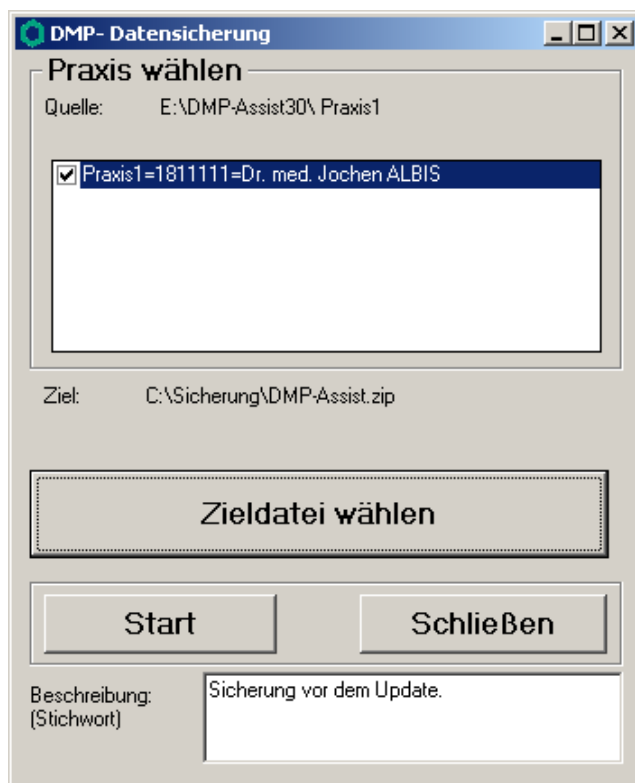 DMP- Datensicherung
Praxis wählen
Quelle: E:\DMP-Assist30\ Praxis1
Praxis1=1811111=Dr. med. Jochen ALBIS
Ziel: C:\Sicherung\DMP-Assist.zip
Zieldatei wählen
Start Schließen
Beschreibung: Sicherung vor dem Update.
(Stichwort)